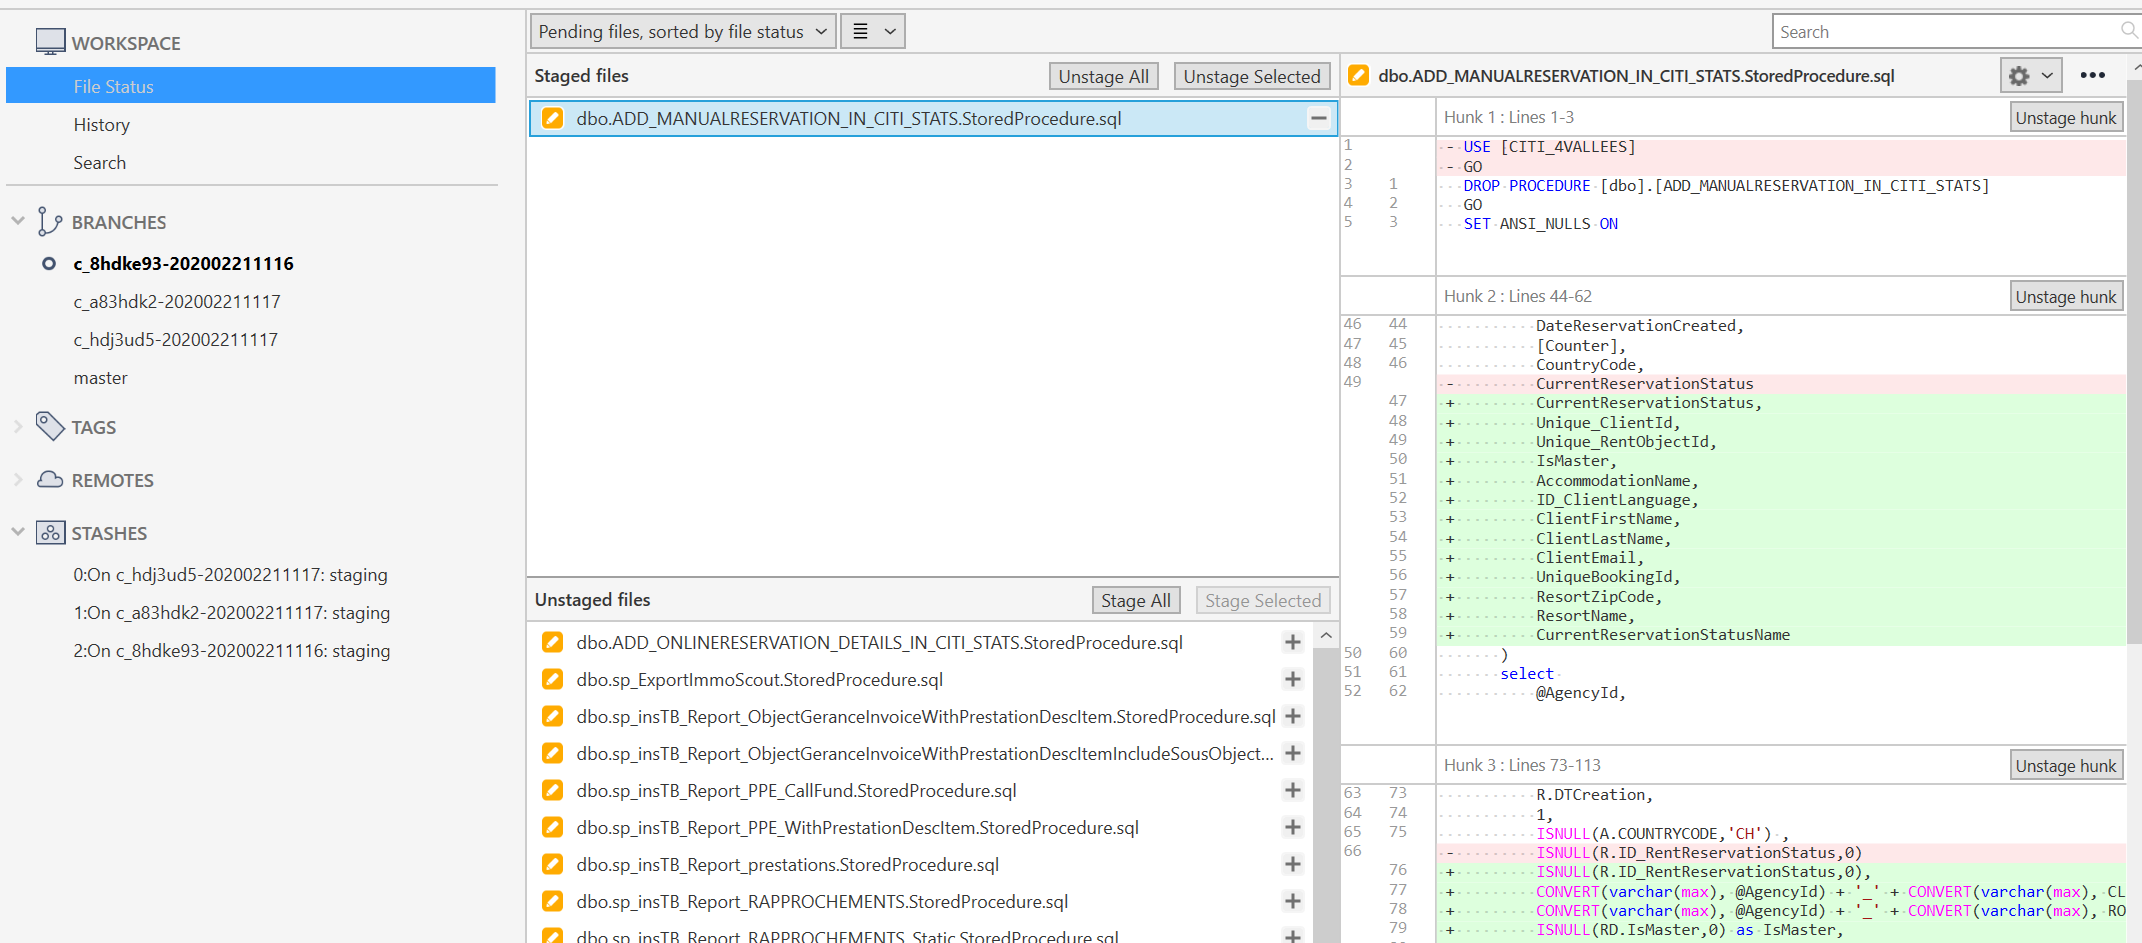 WORKSPACE
File Status
History
Search
BRANCHES
c_8hdke93-202002211116
c_a83hdk2-202002211117
c_hdj3ud5-202002211117
master
TAGS
REMOTES
STASHES
0:On c_hdj3ud5-202002211117: staging
1:On c_a83hdk2-202002211117: staging
2:On c_8hdke93-202002211116: staging
Pending files, sorted by file status
Search
Staged files
Unstage All
Unstage Selected
dbo.ADD_MANUALRESERVATION_IN_CITI_STATS.StoredProcedure.sql
Unstaged files
Stage All
Stage Selected
dbo.ADD_ONLINERESERVATION_DETAILS_IN_CITI_STATS.StoredProcedure.sql
dbo.sp_ExportImmoScout.StoredProcedure.sql
dbo.sp_insTB_Report_ObjectGeranceInvoiceWithPrestationDescItem.StoredProcedure.sql
dbo.sp_insTB_Report_ObjectGeranceInvoiceWithPrestationDescItemIncludeSousObject...
dbo.sp_insTB_Report_PPE_CallFund.StoredProcedure.sql
dbo.sp_insTB_Report_PPE_WithPrestationDescItem.StoredProcedure.sql
dbo.sp_insTB_Report_prestations.StoredProcedure.sql
dbo.sp_insTB_Report_RAPPROCHEMENTS.StoredProcedure.sql
dbo.sp_insTB_Report_RAPPROCHEMENTS_Static.StoredProcedure.sql
dbo.ADD_MANUALRESERVATION_IN_CITI_STATS.StoredProcedure.sql
Hunk 1 : Lines 1-3
Unstage hunk
1 - USE [CITI_4VALLEES]
2 - GO
3 1 DROP PROCEDURE [dbo].[ADD_MANUALRESERVATION_IN_CITI_STATS]
4 2 GO
5 3 SET ANSI_NULLS ON
Hunk 2 : Lines 44-62
Unstage hunk
46 44 DateReservationCreated,
47 45 [Counter],
48 46 CountryCode,
49 - CurrentReservationStatus
47 + CurrentReservationStatus,
48 + Unique_ClientId,
49 + Unique_RentObjectId,
50 + IsMaster,
51 + AccommodationName,
52 + ID_ClientLanguage,
53 + ClientFirstName,
54 + ClientLastName,
55 + ClientEmail,
56 + UniqueBookingId,
57 + ResortZipCode,
58 + ResortName,
59 + CurrentReservationStatusName
50 60 )
51 61 select
52 62 @AgencyId,
Hunk 3 : Lines 73-113
Unstage hunk
63 73 R.DTCreation,
64 74 1,
65 75 ISNULL(A.COUNTRYCODE,'CH') ,
66 - ISNULL(R.ID_RentReservationStatus,0)
76 + ISNULL(R.ID_RentReservationStatus,0),
77 + CONVERT(varchar(max), @AgencyId) + '_' + CONVERT(varchar(max), CL
78 + CONVERT(varchar(max), @AgencyId) + '_' + CONVERT(varchar(max), RO
79 + ISNULL(RD.IsMaster,0) as IsMaster,